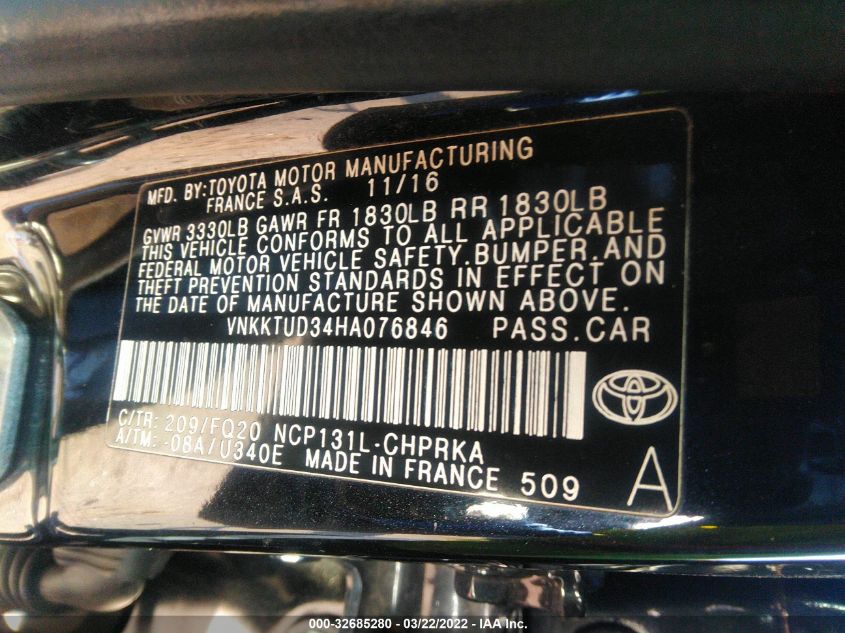 MFD. BY:TOYOTA MOTOR MANUFACTURING
FRANCE S.A.S. 11/16
GVWR 3330LB GAWR FR 1830LB RR 1830LB
THIS VEHICLE CONFORMS TO ALL APPLICABLE
FEDERAL MOTOR VEHICLE SAFETY.BUMPER.AND
THEFT PREVENTION STANDARDS IN EFFECT ON
THE DATE OF MANUFACTURE SHOWN ABOVE.
VNKKTUD34HA076846 PASS.CAR
C/TR: 209/FQ20 NCP131L-CHPRKA
A/TM: -08A/U340E MADE IN FRANCE 509
A
000-32685280 - 03/22/2022 - IAA Inc.